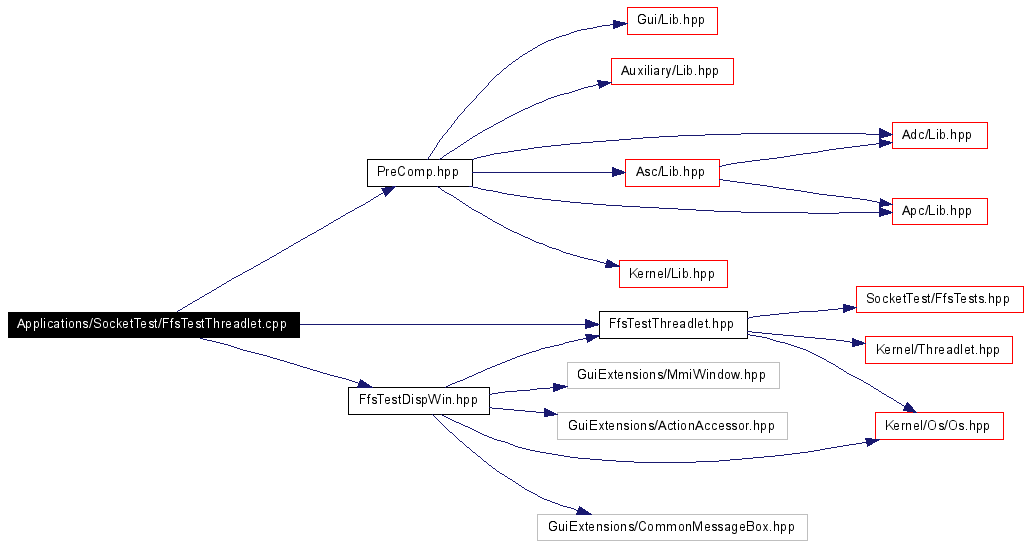 Gui/Lib.hpp
Auxiliary/Lib.hpp
Adc/Lib.hpp
PreComp.hpp
Asc/Lib.hpp
Apc/Lib.hpp
Kernel/Lib.hpp
SocketTest/FfsTests.hpp
Applications/SocketTest/FfsTestThreadlet.cpp
FfsTestThreadlet.hpp
Kernel/Threadlet.hpp
GuiExtensions/MmiWindow.hpp
FfsTestDispWin.hpp
GuiExtensions/ActionAccessor.hpp
Kernel/Os/Os.hpp
GuiExtensions/CommonMessageBox.hpp